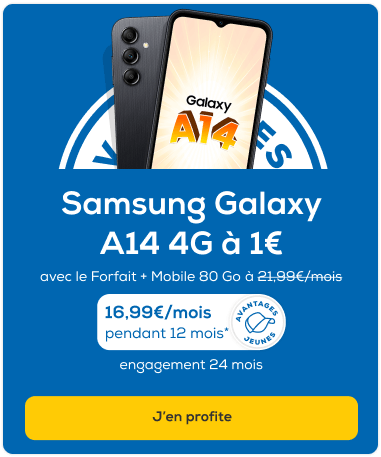 Galaxy
A14
AVANTAGES
Samsung Galaxy
A14 4G à 1€
avec le Forfait + Mobile 80 Go à 21,99€/mois
16,99€/mois
pendant 12 mois*
AVANTAGES
JEUNES
engagement 24 mois
J'en profite